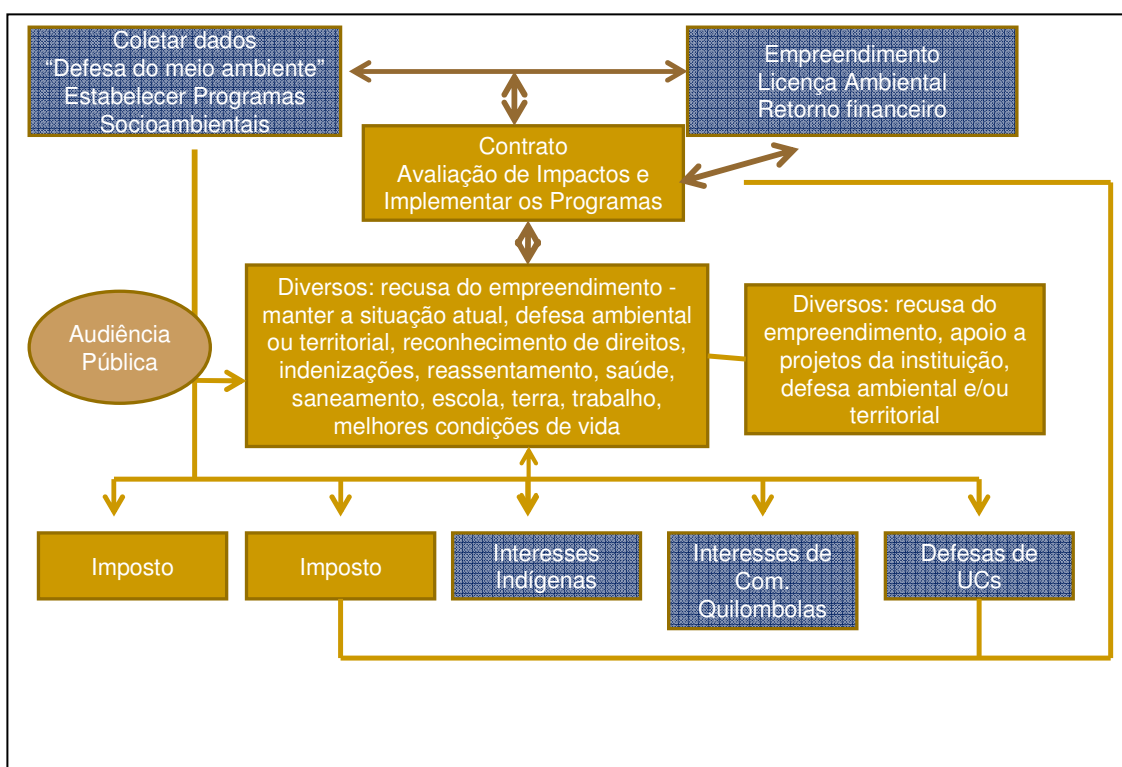 Coletar dados
“Defesa do meio ambiente”
Estabelecer Programas
Socioambientais
Empreendimento
Licença Ambiental
Retorno financeiro
Contrato
Avaliação de Impactos e
Implementar os Programas
Audiência
Pública
Diversos: recusa do empreendimento -
manter a situação atual, defesa ambiental
ou territorial, reconhecimento de direitos,
indenizações, reassentamento, saúde,
saneamento, escola, terra, trabalho,
melhores condições de vida
Diversos: recusa do
empreendimento, apoio a
projetos da instituição,
defesa ambiental e/ou
territorial
Imposto
Imposto
Interesses
Indígenas
Interesses de
Com.
Quilombolas
Defesas de
UCs